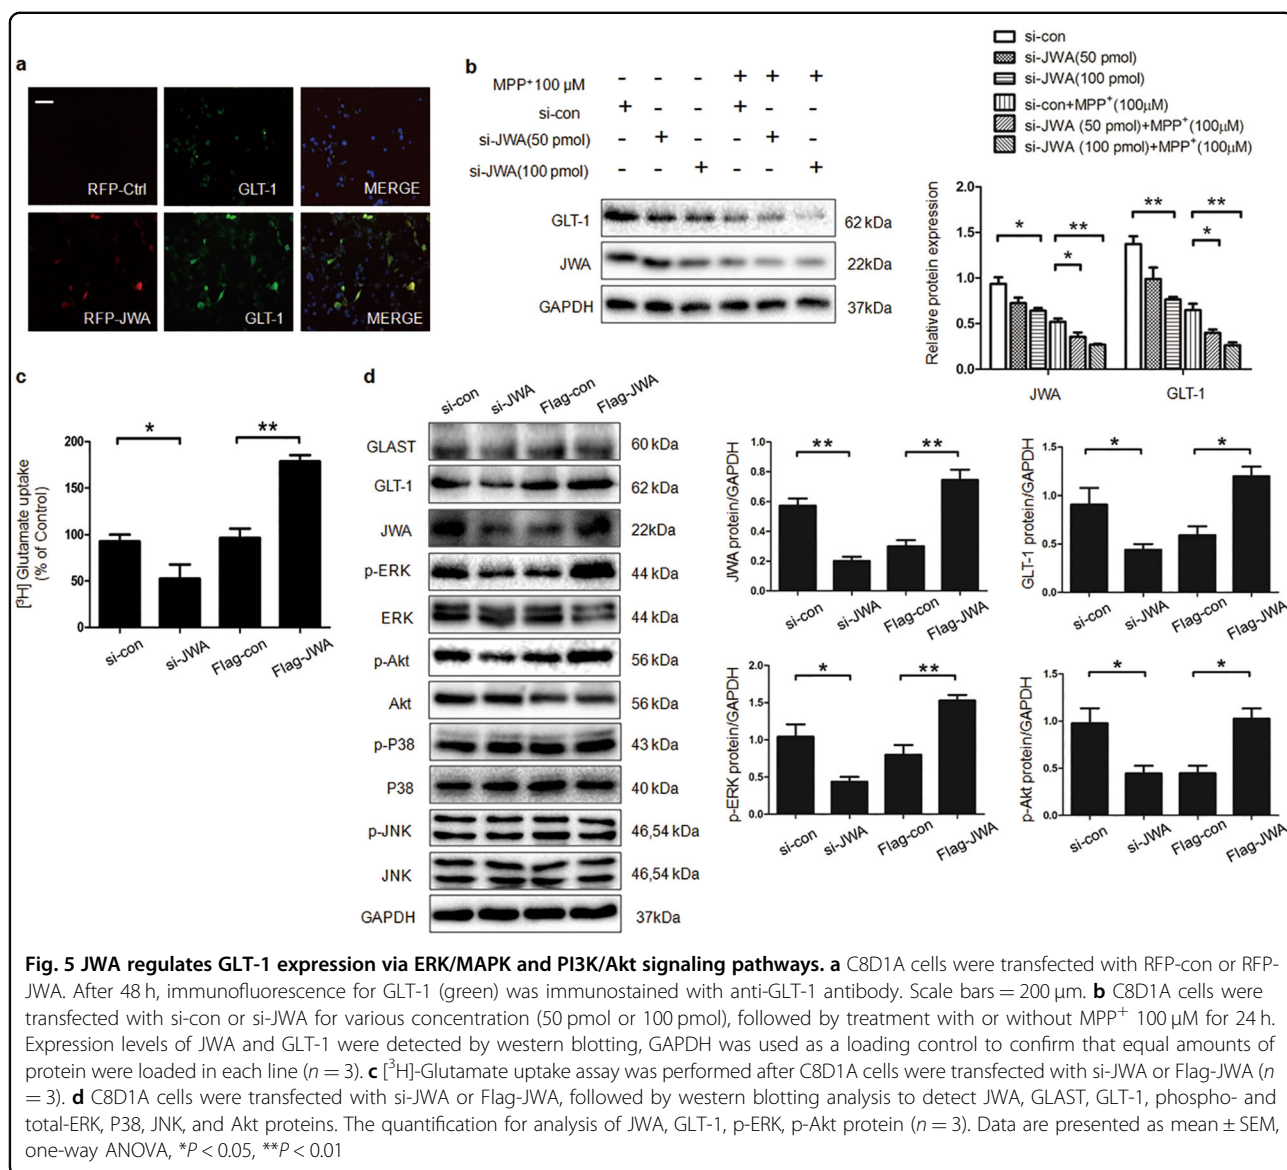 a
RFP-Ctrl GLT-1 MERGE
RFP-JWA GLT-1 MERGE
b
MPP⁺100 µM - - - + + +
si-con + - - + - -
si-JWA(50 pmol) - + - - + -
si-JWA(100 pmol) - - + - - +
GLT-1 62 kDa
JWA 22kDa
GAPDH 37kDa
si-con
si-JWA(50 pmol)
si-JWA(100 pmol)
si-con+MPP⁺(100µM)
si-JWA (50 pmol)+MPP⁺(100µM)
si-JWA (100 pmol)+MPP⁺(100µM)
Relative protein expression
2.0
1.5
1.0
0.5
0.0
* ** * ** ** *
JWA GLT-1
c
[³H] Glutamate uptake
(% of Control)
200
150
100
50
0
* **
si-con si-JWA Flag-con Flag-JWA
d
si-con si-JWA Flag-con Flag-JWA
GLAST 60 kDa
GLT-1 62 kDa
JWA 22kDa
p-ERK 44 kDa
ERK 44 kDa
p-Akt 56 kDa
Akt 56 kDa
p-P38 43 kDa
P38 40 kDa
p-JNK 46,54 kDa
JNK 46,54 kDa
GAPDH 37kDa
JWA protein/GAPDH
1.0
0.8
0.6
0.4
0.2
0.0
** **
si-con si-JWA Flag-con Flag-JWA
GLT-1 protein/GAPDH
1.5
1.0
0.5
0.0
* *
si-con si-JWA Flag-con Flag-JWA
p-ERK protein/GAPDH
2.0
1.5
1.0
0.5
0.0
* **
si-con si-JWA Flag-con Flag-JWA
p-Akt protein/GAPDH
1.5
1.0
0.5
0.0
* *
si-con si-JWA Flag-con Flag-JWA
Fig. 5 JWA regulates GLT-1 expression via ERK/MAPK and PI3K/Akt signaling pathways. a C8D1A cells were transfected with RFP-con or RFP-
JWA. After 48 h, immunofluorescence for GLT-1 (green) was immunostained with anti-GLT-1 antibody. Scale bars = 200 µm. b C8D1A cells were
transfected with si-con or si-JWA for various concentration (50 pmol or 100 pmol), followed by treatment with or without MPP⁺ 100 µM for 24 h.
Expression levels of JWA and GLT-1 were detected by western blotting, GAPDH was used as a loading control to confirm that equal amounts of
protein were loaded in each line (n = 3). c [³H]-Glutamate uptake assay was performed after C8D1A cells were transfected with si-JWA or Flag-JWA (n
= 3). d C8D1A cells were transfected with si-JWA or Flag-JWA, followed by western blotting analysis to detect JWA, GLAST, GLT-1, phospho- and
total-ERK, P38, JNK, and Akt proteins. The quantification for analysis of JWA, GLT-1, p-ERK, p-Akt protein (n = 3). Data are presented as mean ± SEM,
one-way ANOVA, *P < 0.05, **P < 0.01